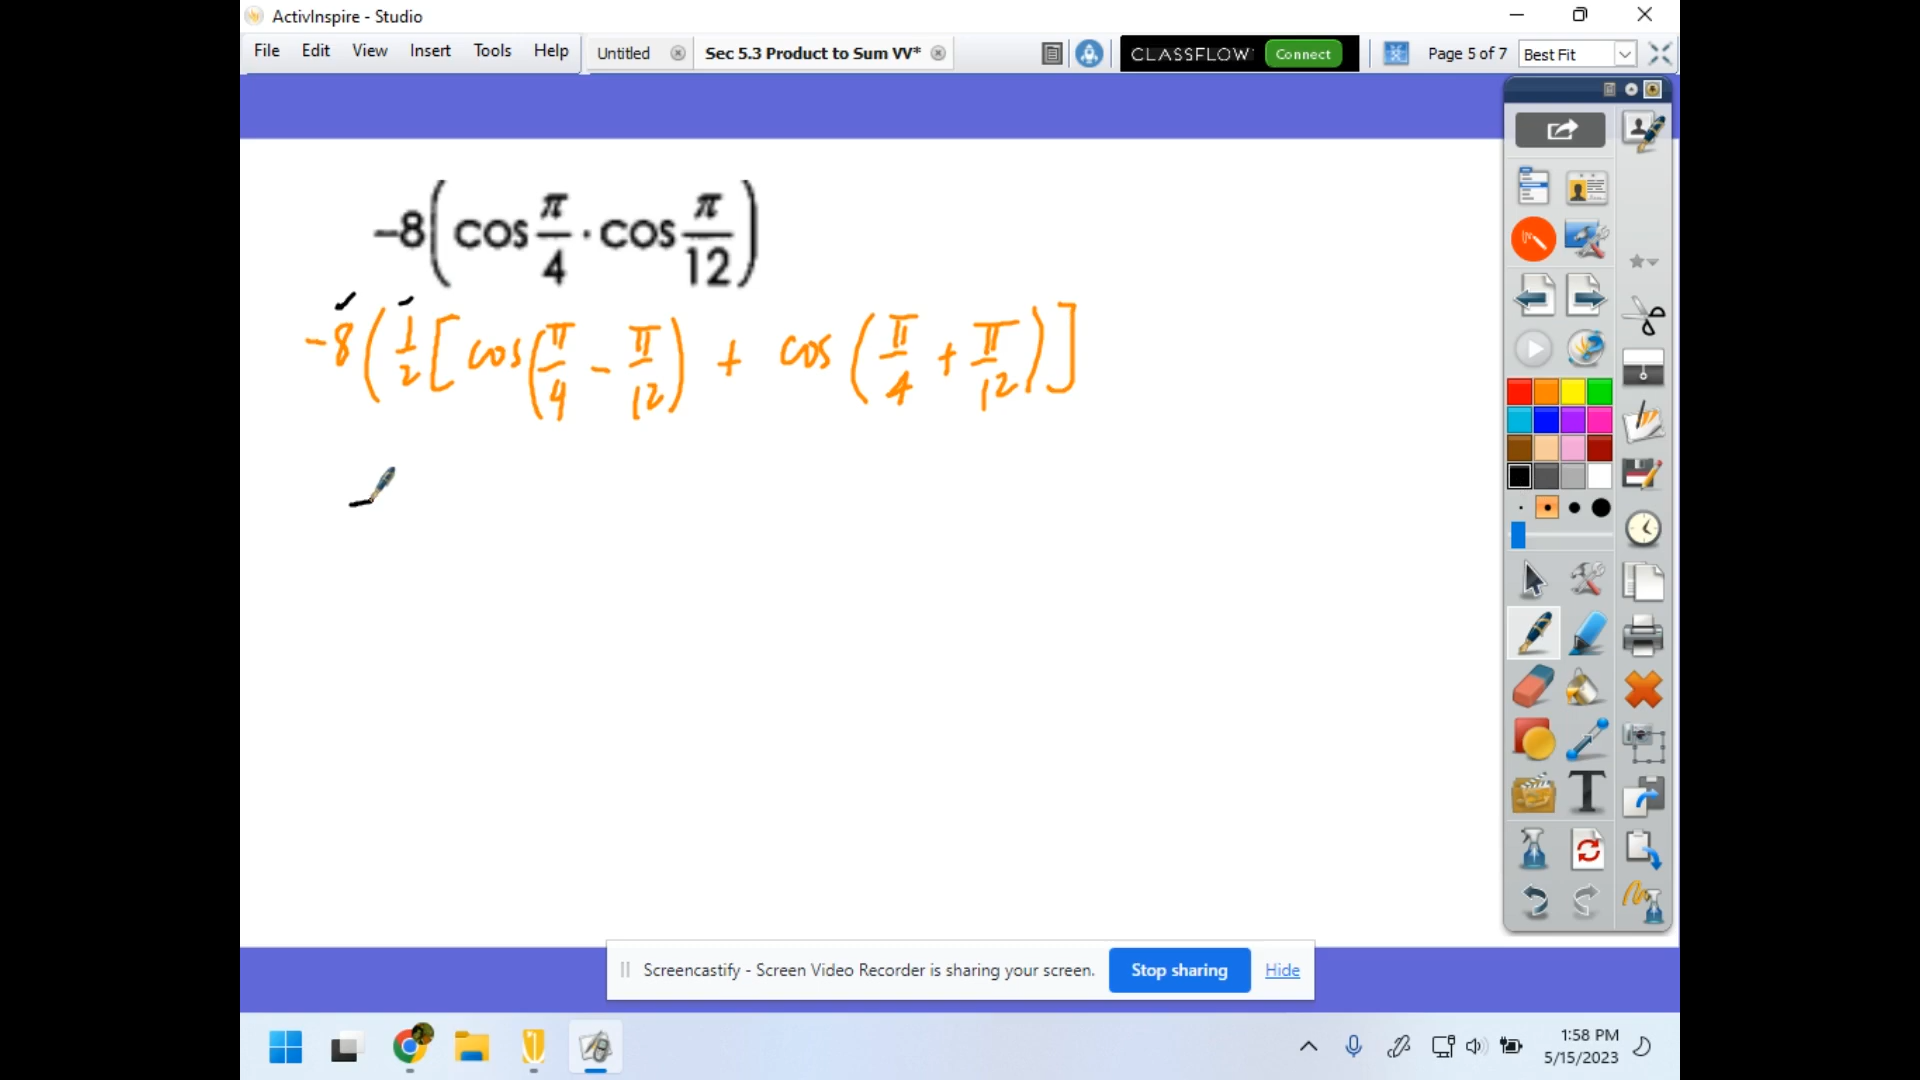 ActivInspire - Studio
File Edit View Insert Tools Help Untitled Sec 5.3 Product to Sum VV* CLASSFLOW Connect Page 5 of 7 Best Fit
-8(cos π/4 · cos π/12)
-8(1/2[cos(π/4 - π/12) + cos(π/4 + π/12)]
T
Screencastify - Screen Video Recorder is sharing your screen. Stop sharing Hide
1:58 PM
5/15/2023